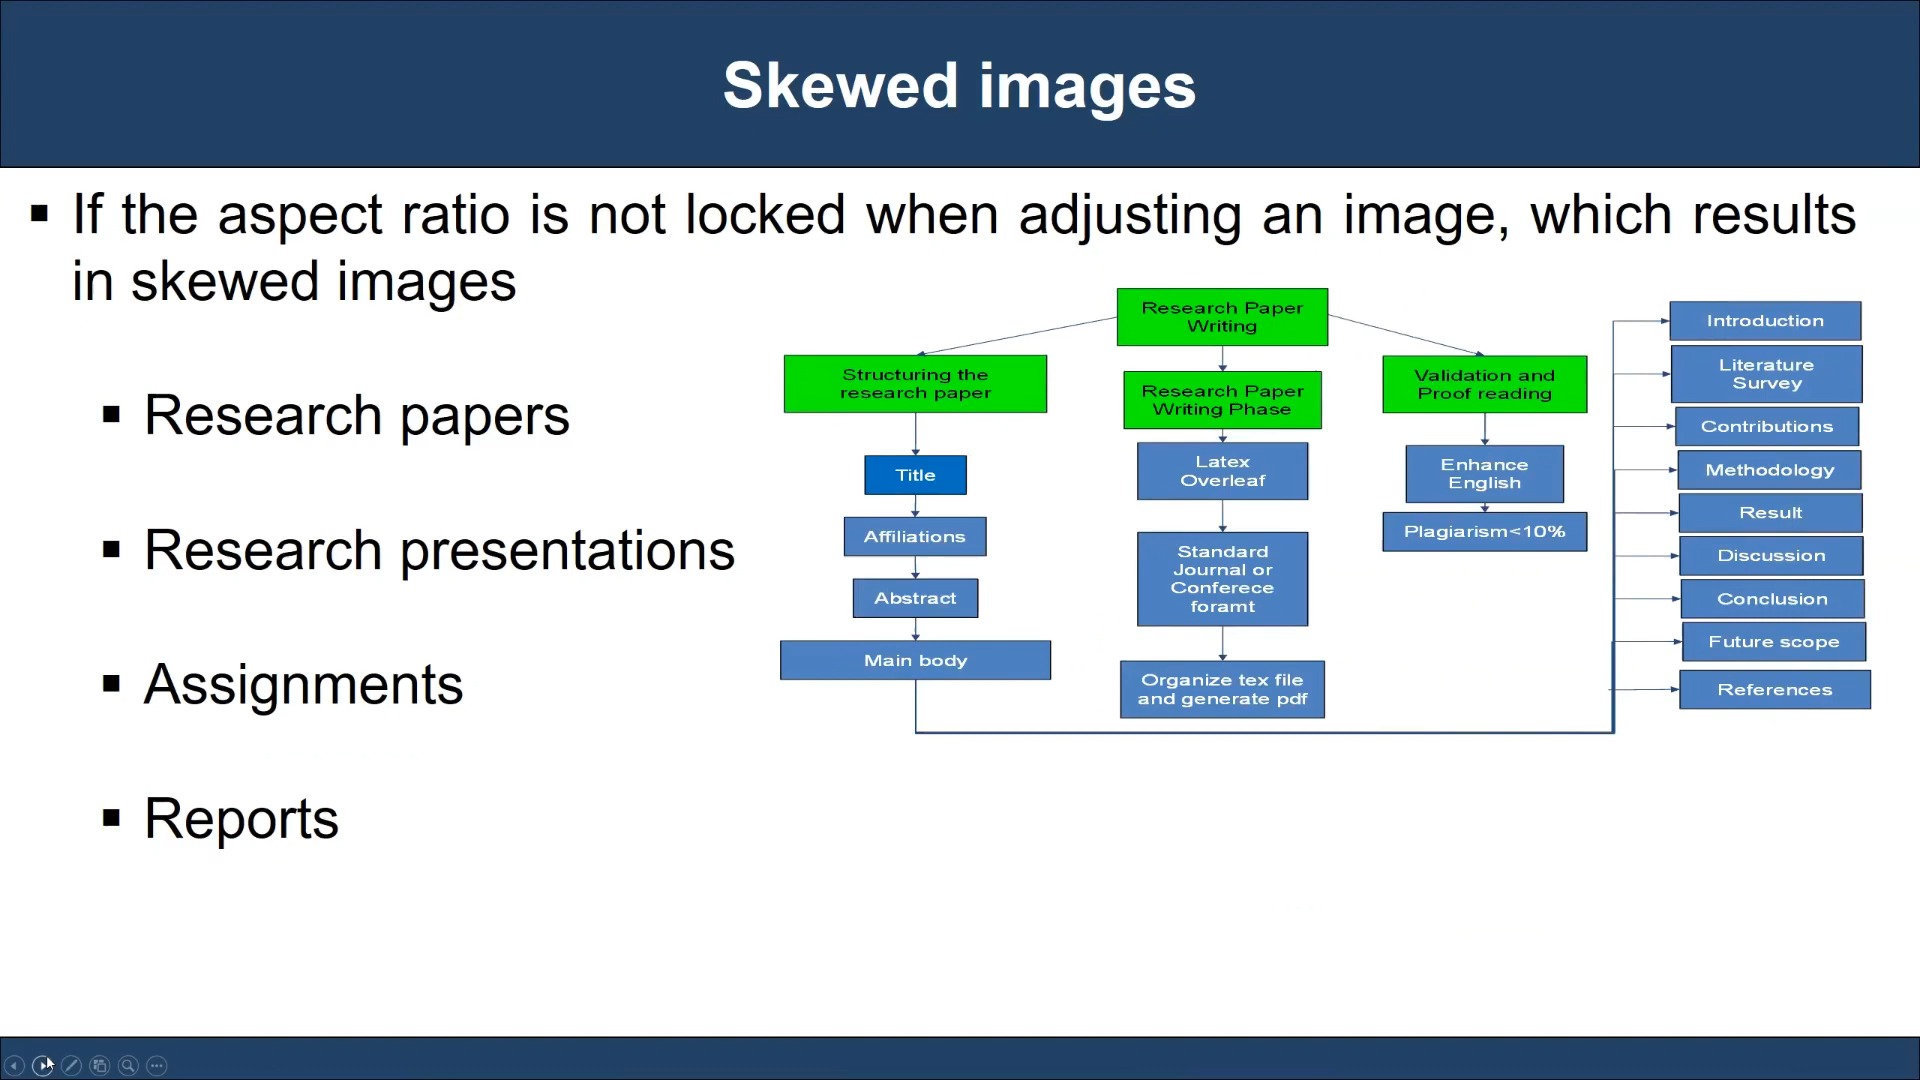 Skewed images
▪ If the aspect ratio is not locked when adjusting an image, which results
in skewed images
▪ Research papers
▪ Research presentations
▪ Assignments
▪ Reports
Research Paper
Writing
Structuring the
research paper
Title
Affiliations
Abstract
Main body
Research Paper
Writing Phase
Latex
Overleaf
Standard
Journal or
Conferece
foramt
Organize tex file
and generate pdf
Validation and
Proof reading
Enhance
English
Plagiarism<10%
Introduction
Literature
Survey
Contributions
Methodology
Result
Discussion
Conclusion
Future scope
References